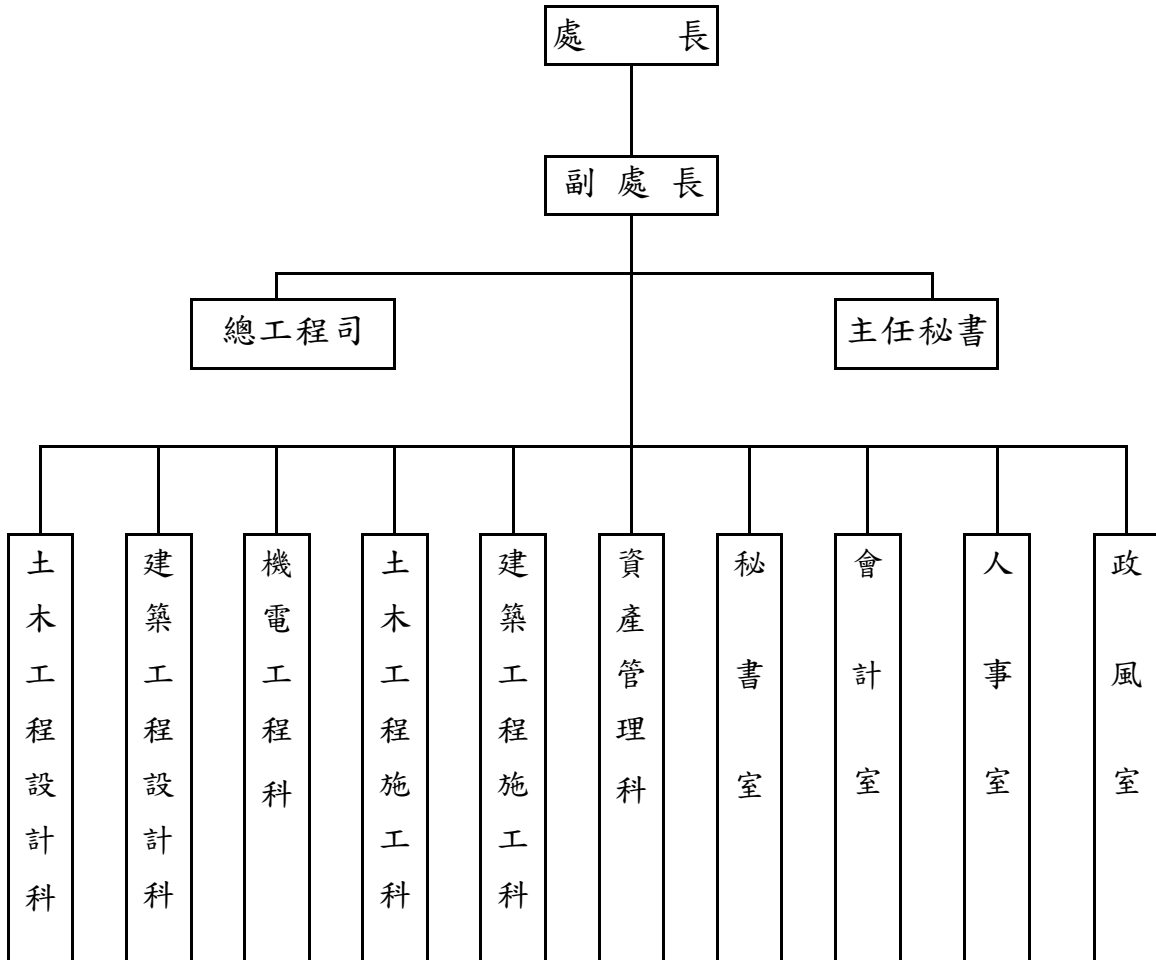 處 長
副處長
總工程司
主任秘書
土木工程設計科
建築工程設計科
機電工程科
土木工程施工科
建築工程施工科
資產管理科
秘書室
會計室
人事室
政風室